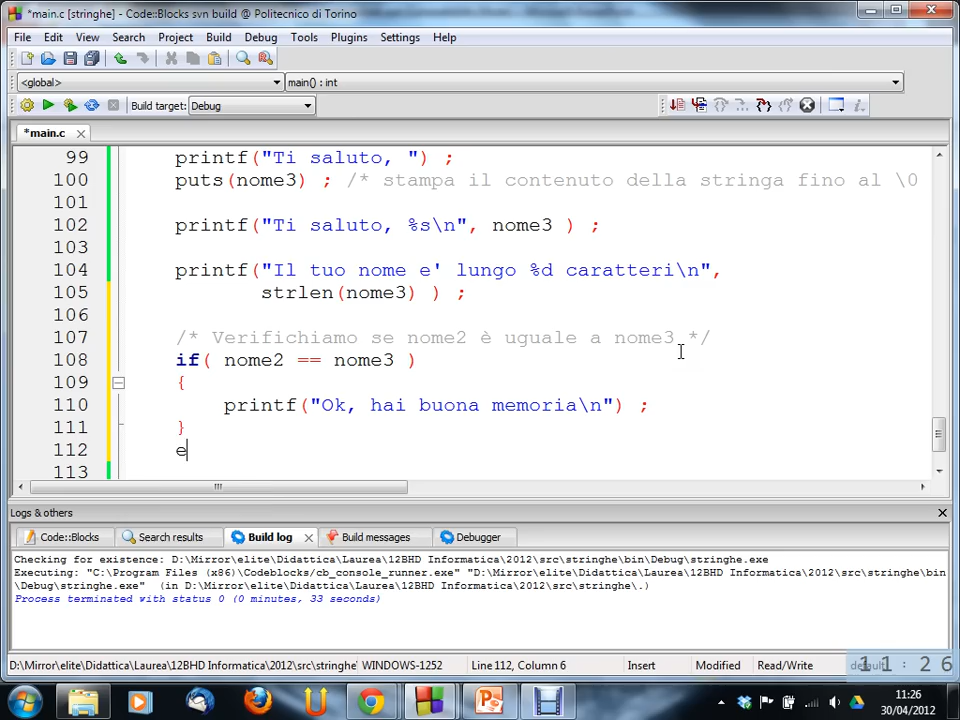 *main.c [stringhe] - Code::Blocks svn build @ Politecnico di Torino
File Edit View Search Project Build Debug Tools Plugins Settings Help
<global> main() : int
Build target: Debug
*main.c
99 printf("Ti saluto, ") ;
100 puts(nome3) ; /* stampa il contenuto della stringa fino al \0
101
102 printf("Ti saluto, %s\n", nome3 ) ;
103
104 printf("Il tuo nome e' lungo %d caratteri\n",
105 strlen(nome3) ) ;
106
107 /* Verifichiamo se nome2 è uguale a nome3 */
108 if( nome2 == nome3 )
109 {
110 printf("Ok, hai buona memoria\n") ;
111 }
112 e
113
Logs & others
Code::Blocks Search results Build log Build messages Debugger
Checking for existence: D:\Mirror\elite\Didattica\Laurea\12BHD Informatica\2012\src\stringhe\bin\Debug\stringhe.exe
Executing: "C:\Program Files (x86)\Codeblocks/cb_console_runner.exe" "D:\Mirror\elite\Didattica\Laurea\12BHD Informatica\2012\src\stringhe\bin
\Debug\stringhe.exe" (in D:\Mirror\elite\Didattica\Laurea\12BHD Informatica\2012\src\stringhe\.)
Process terminated with status 0 (0 minutes, 33 seconds)
D:\Mirror\elite\Didattica\Laurea\12BHD Informatica\2012\src\stringhe WINDOWS-1252 Line 112, Column 6 Insert Modified Read/Write default
11:26
11:26
30/04/2012